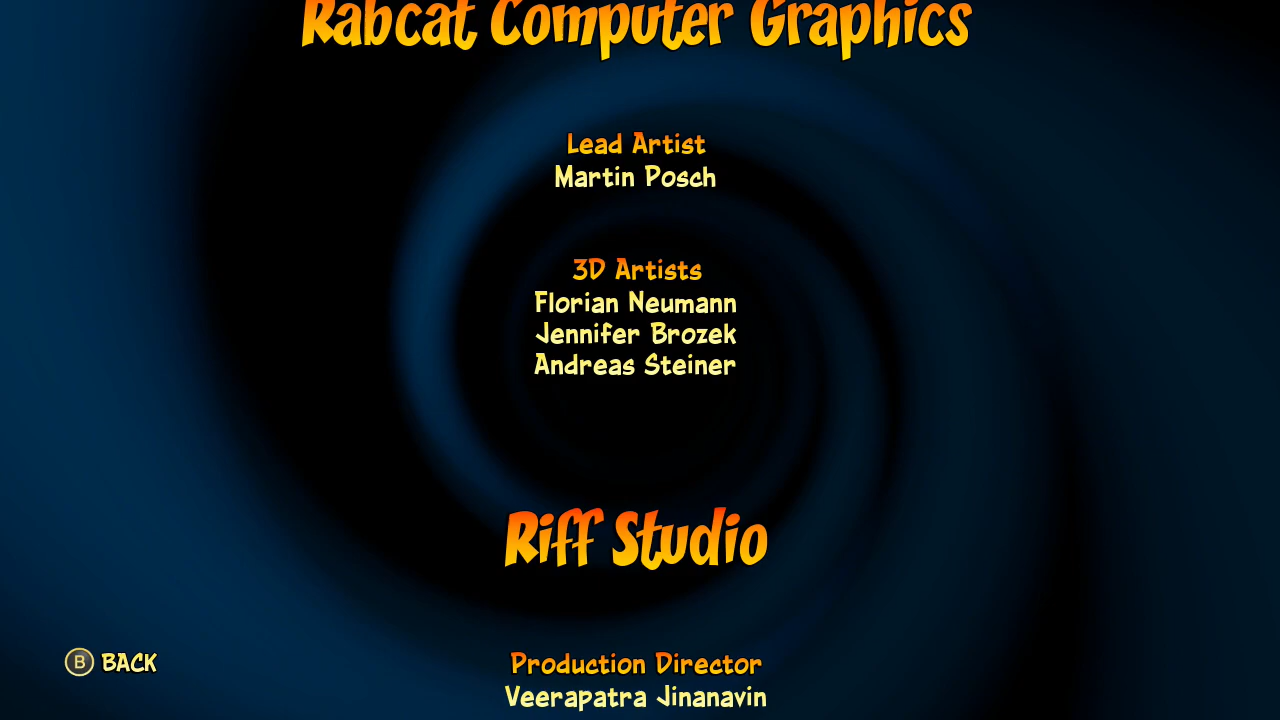 Rabcat Computer Graphics
Lead Artist
Martin Posch
3D Artists
Florian Neumann
Jennifer Brozek
Andreas Steiner
Riff Studio
B BACK
Production Director
Veerapatra Jinanavin